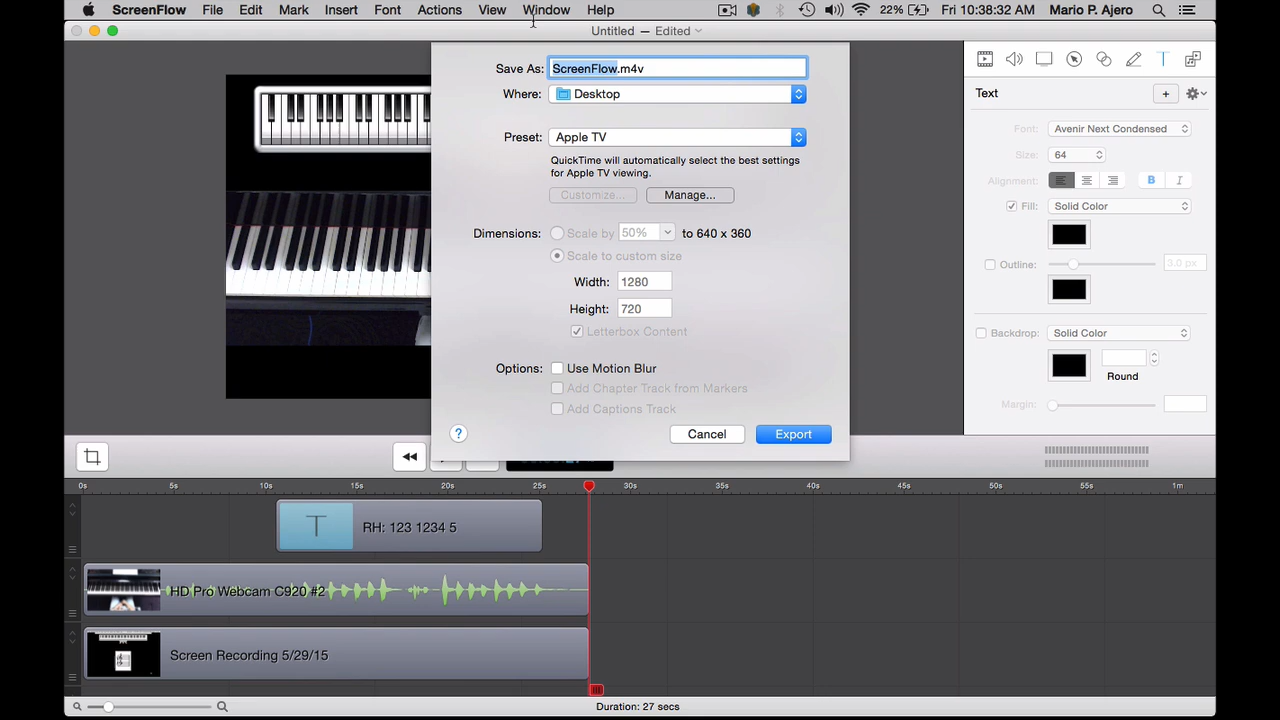 ScreenFlow File Edit Mark Insert Font Actions View Window Help 22% Fri 10:38:32 AM Mario P. Ajero
Untitled — Edited
Save As: ScreenFlow.m4v
Where: Desktop
Preset: Apple TV
QuickTime will automatically select the best settings
for Apple TV viewing.
Customize... Manage...
Dimensions: Scale by 50% to 640 x 360
Scale to custom size
Width: 1280
Height: 720
Letterbox Content
Options: Use Motion Blur
Add Chapter Track from Markers
Add Captions Track
? Cancel Export
Text +
Font: Avenir Next Condensed
Size: 64
Alignment: B I
Fill: Solid Color
Outline: 3.0 px
Backdrop: Solid Color
Round
Margin:
0s 5s 10s 15s 20s 25s 30s 35s 40s 45s 50s 55s 1m
T RH: 123 1234 5
HD Pro Webcam C920 #2
Screen Recording 5/29/15
Duration: 27 secs